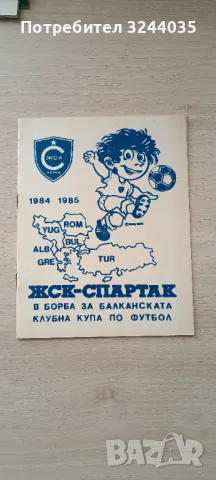 Потребител 3244035
ЖСК
С
1984 1985
YUG ROM
BUL
ALB
GRE
TUR
ЖСК-СПАРТАК
В БОРБА ЗА БАЛКАНСКАТА
КЛУБНА КУПА ПО ФУТБОЛ
bazar